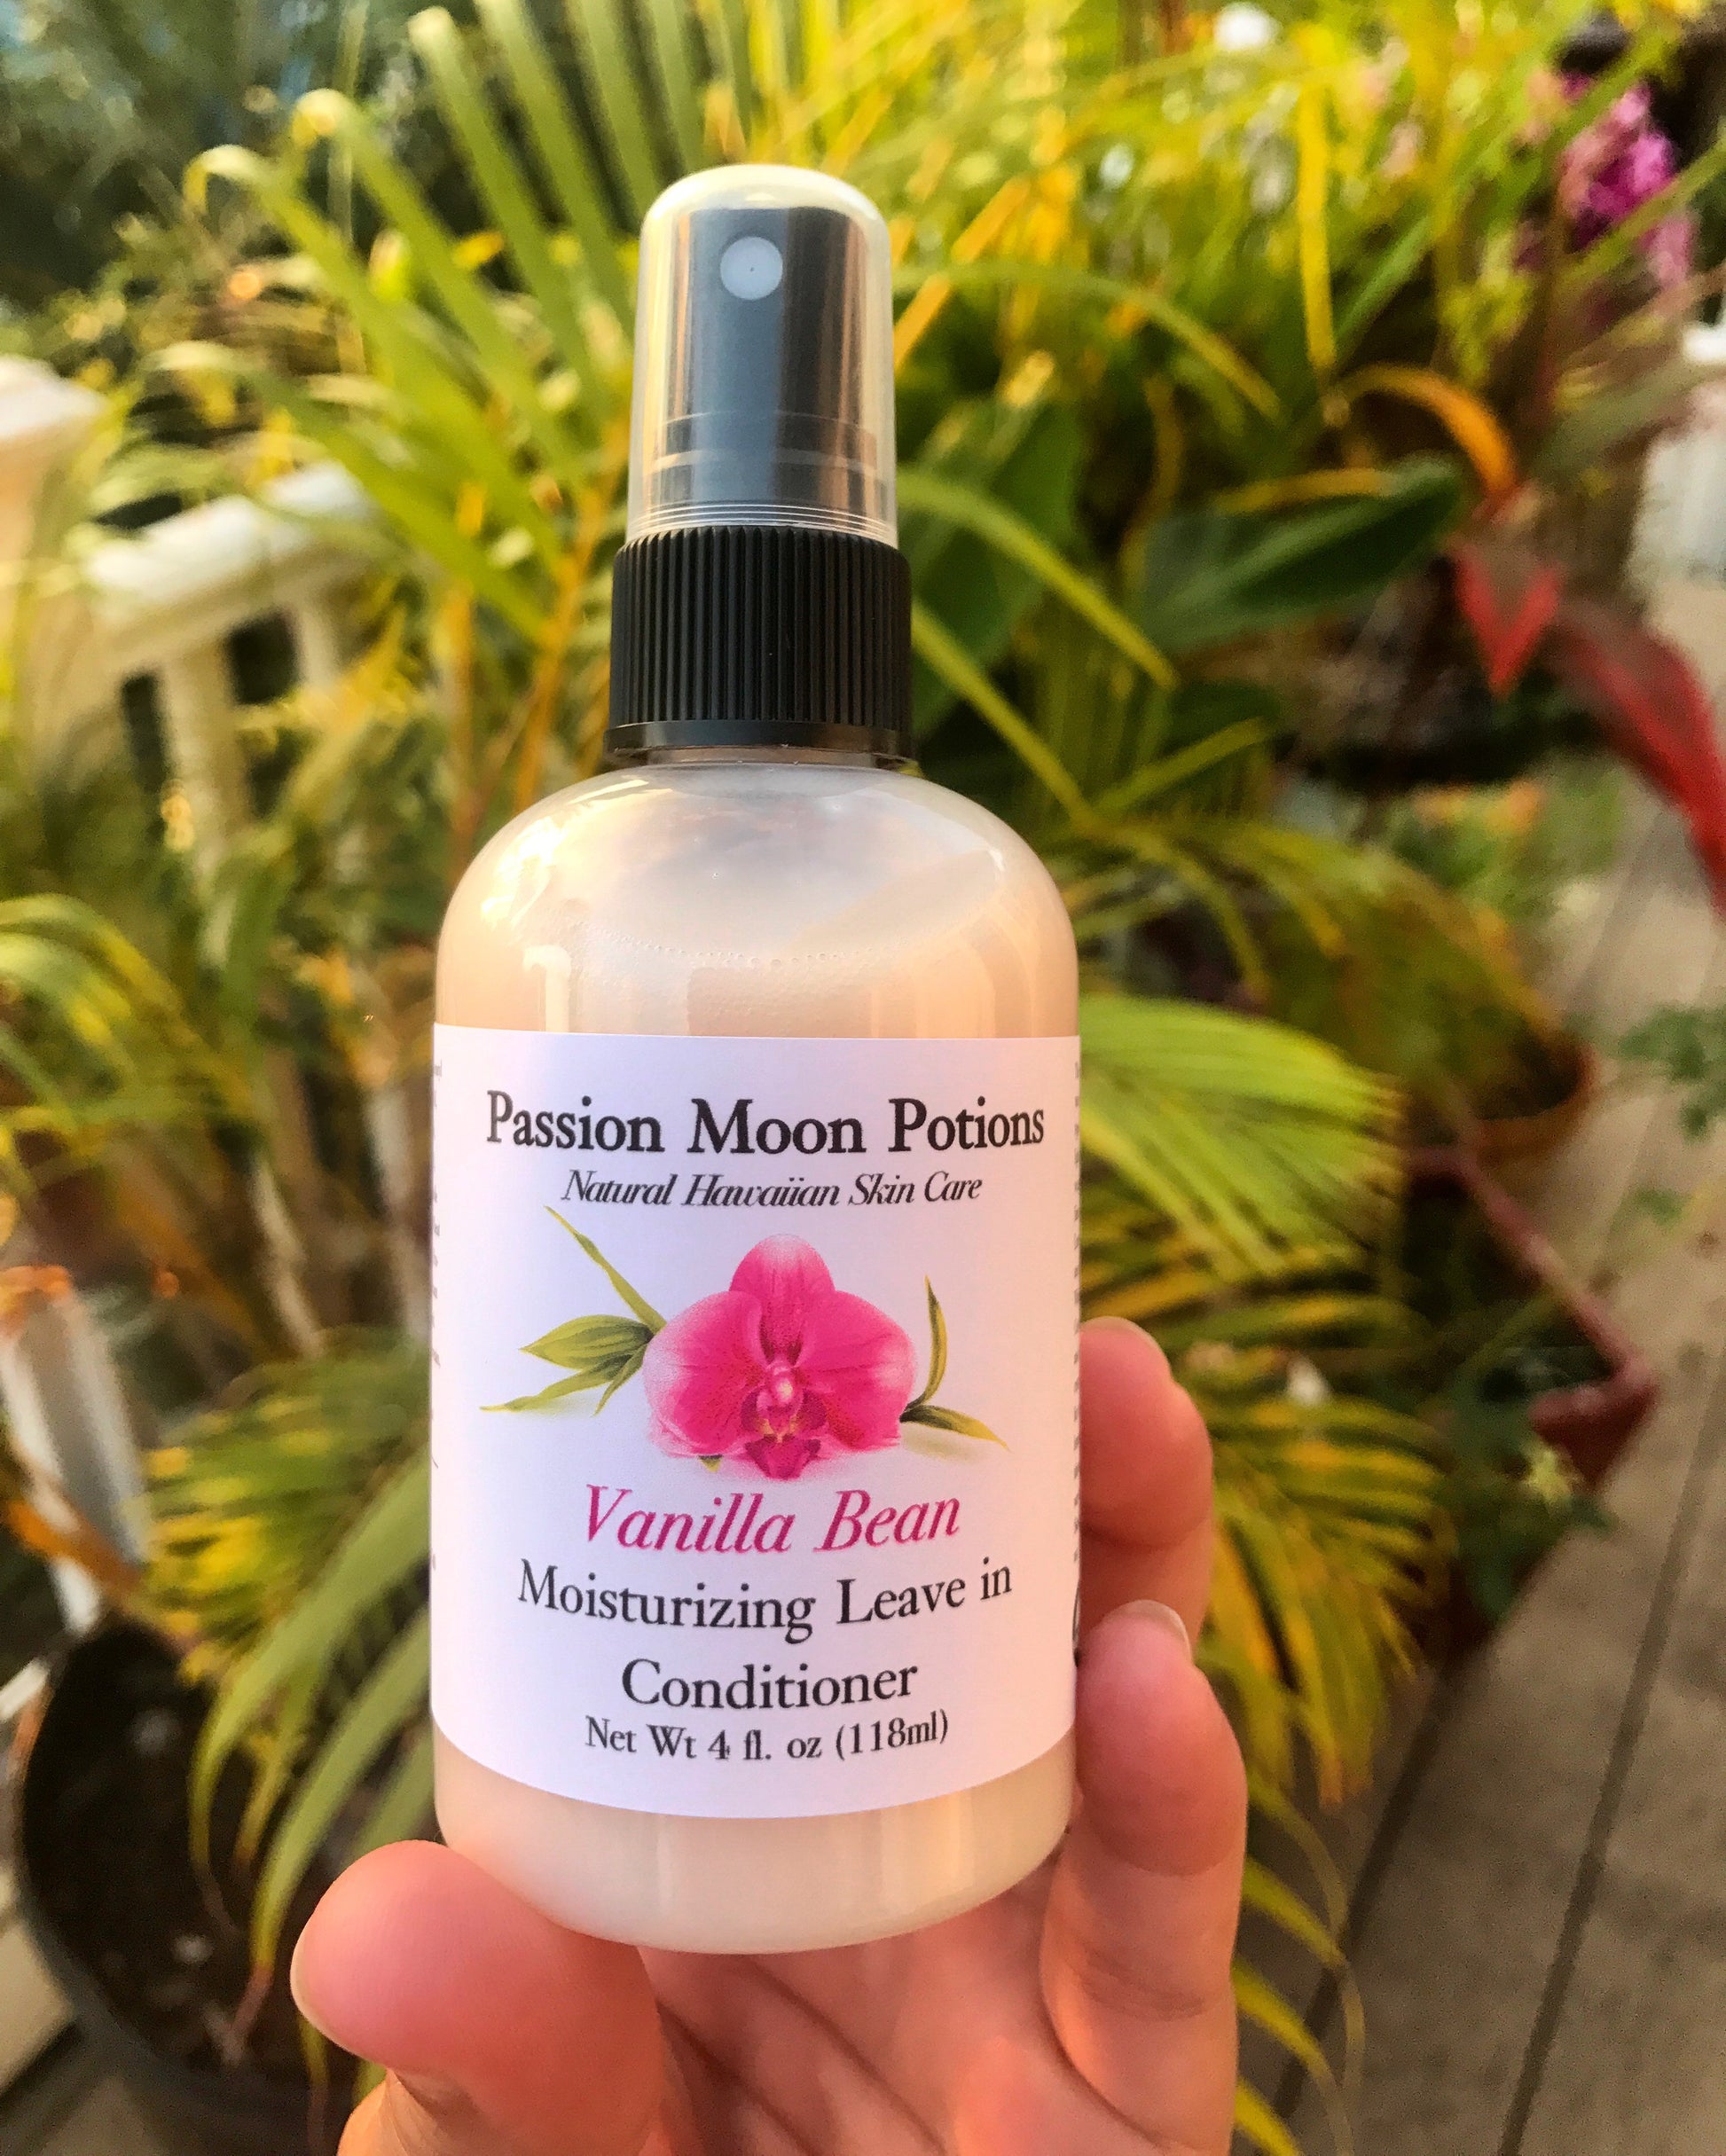 Passion Moon Potions
Natural Hawaiian Skin Care
Vanilla Bean
Moisturizing Leave in
Conditioner
Net Wt 4 fl. oz (118ml)